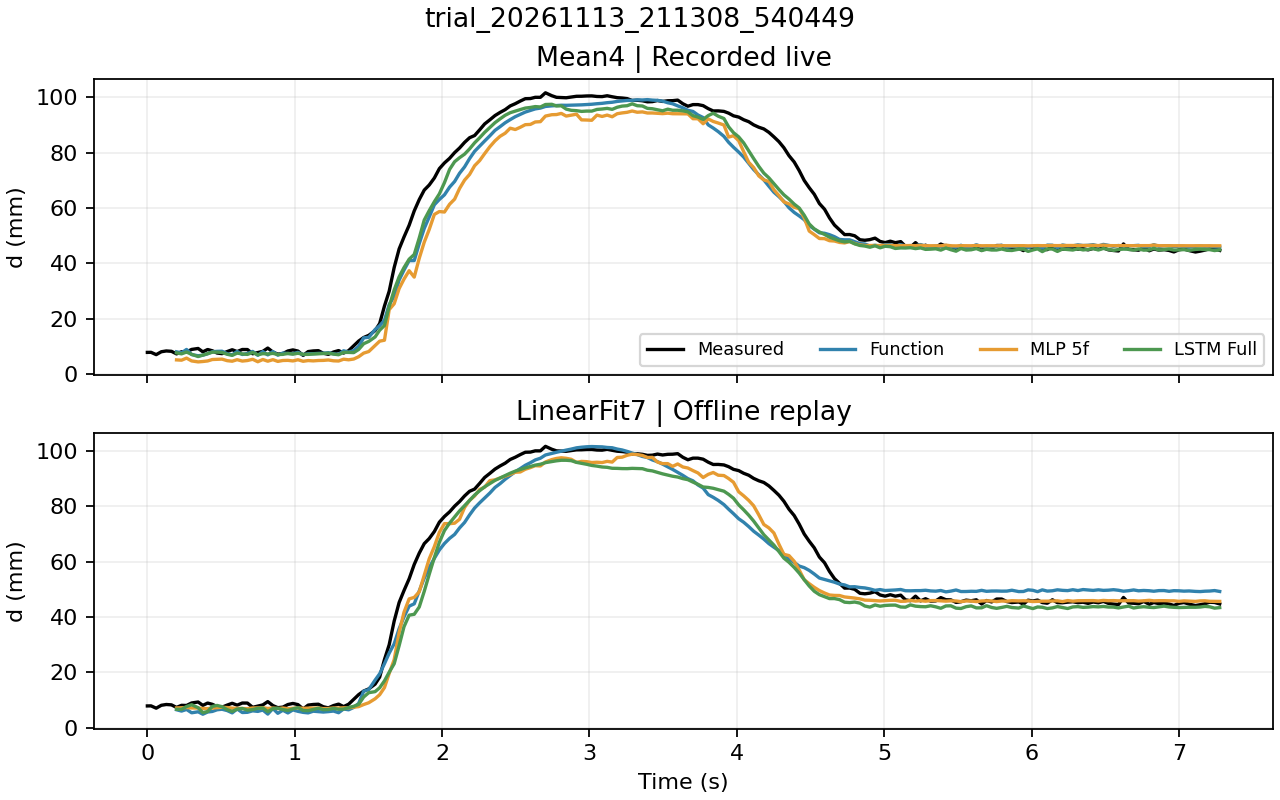 trial_20261113_211308_540449
Mean4 | Recorded live
100
80
60
40
20
0
d (mm)
Measured Function MLP 5f LSTM Full
LinearFit7 | Offline replay
100
80
60
40
20
0
d (mm)
0 1 2 3 4 5 6 7
Time (s)